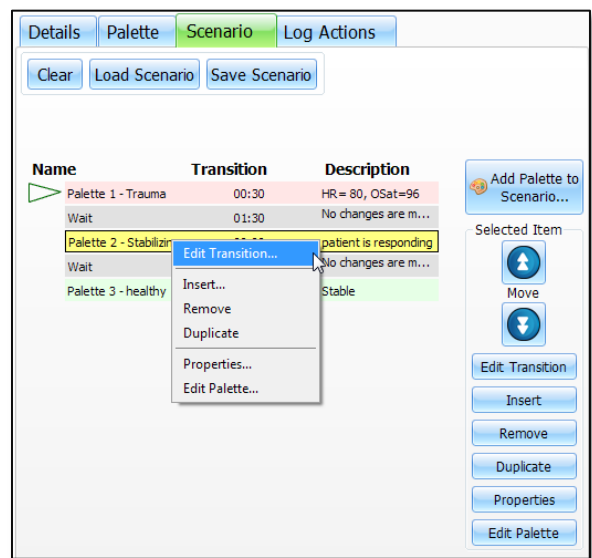 Details Palette Scenario Log Actions
Clear Load Scenario Save Scenario
Name Transition Description
Palette 1 - Trauma 00:30 HR= 80, OSat=96
Wait 01:30 No changes are m...
Palette 2 - Stabilizin patient is responding
Wait No changes are m...
Palette 3 - healthy Stable
Edit Transition...
Insert...
Remove
Duplicate
Properties...
Edit Palette...
Add Palette to
Scenario...
Selected Item
Move
Edit Transition
Insert
Remove
Duplicate
Properties
Edit Palette